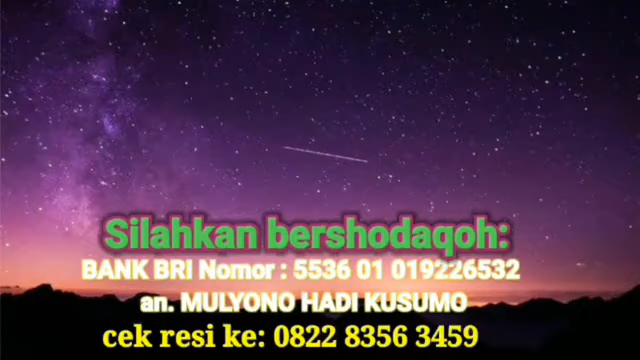 Silahkan bershodaqoh:
BANK BRI Nomor : 5536 01 019226532
an. MULYONO HADI KUSUMO
cek resi ke: 0822 8356 3459